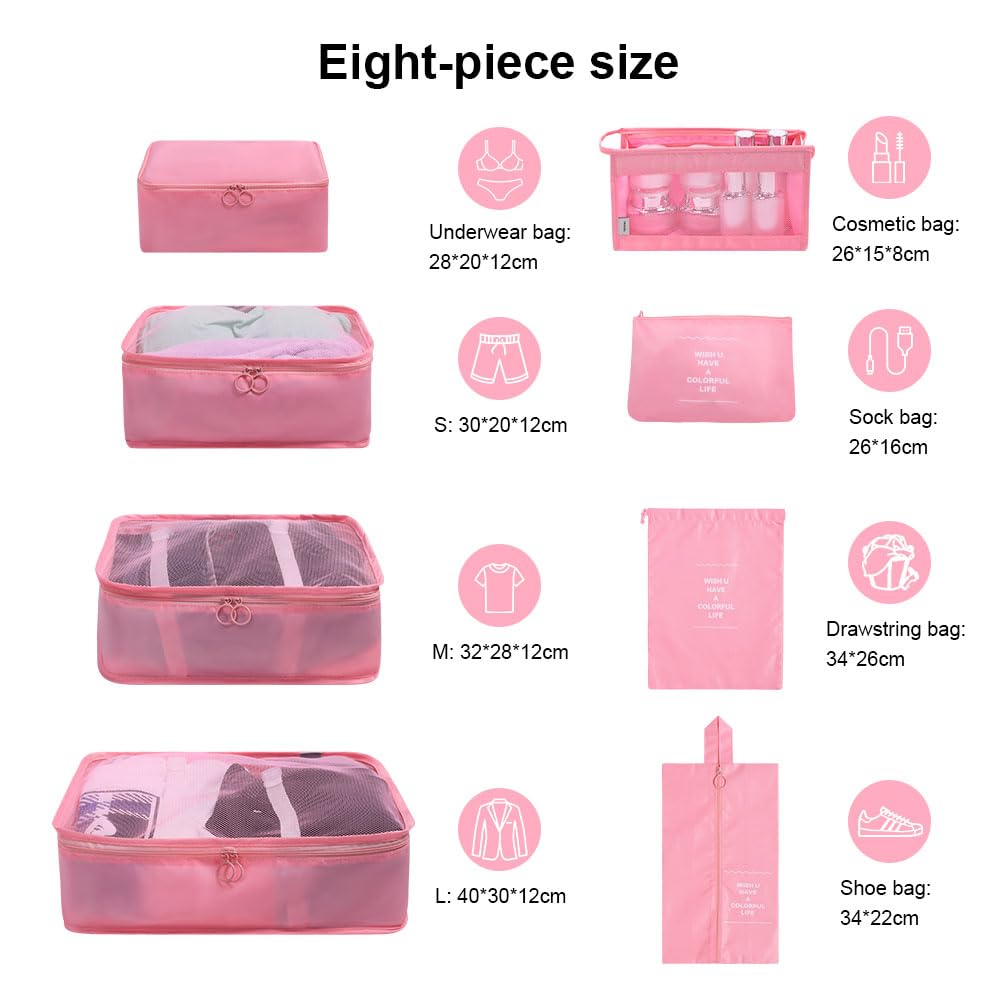 Eight-piece size
Underwear bag:
28*20*12cm
Cosmetic bag:
26*15*8cm
S: 30*20*12cm
WISH U
HAVE
A
COLORFUL
LIFE
Sock bag:
26*16cm
M: 32*28*12cm
WISH U
HAVE
A
COLORFUL
LIFE
Drawstring bag:
34*26cm
L: 40*30*12cm
WISH U
HAVE
A
COLORFUL
LIFE
Shoe bag:
34*22cm